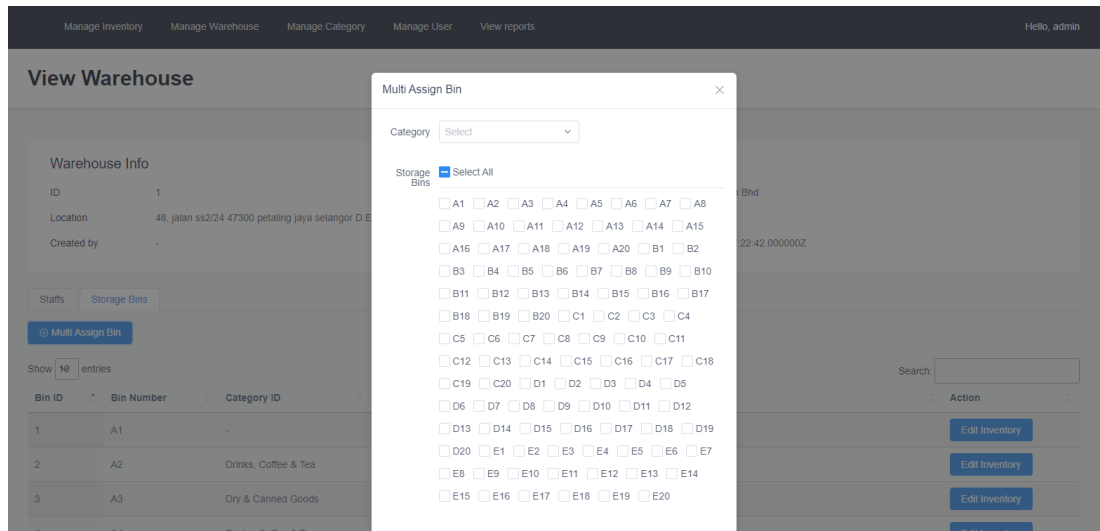 Manage Inventory Manage Warehouse Manage Category Manage User View reports Hello, admin
View Warehouse
Multi Assign Bin
Category Select
Storage Bins Select All
A1 A2 A3 A4 A5 A6 A7 A8
A9 A10 A11 A12 A13 A14 A15
A16 A17 A18 A19 A20 B1 B2
B3 B4 B5 B6 B7 B8 B9 B10
B11 B12 B13 B14 B15 B16 B17
B18 B19 B20 C1 C2 C3 C4
C5 C6 C7 C8 C9 C10 C11
C12 C13 C14 C15 C16 C17 C18
C19 C20 D1 D2 D3 D4 D5
D6 D7 D8 D9 D10 D11 D12
D13 D14 D15 D16 D17 D18 D19
D20 E1 E2 E3 E4 E5 E6 E7
E8 E9 E10 E11 E12 E13 E14
E15 E16 E17 E18 E19 E20
Warehouse Info
ID 1 Bhd
Location 48, jalan ss2/24 47300 petaling jaya selangor D.E
Created by - :22:42.000000Z
Staffs Storage Bins
Multi Assign Bin
Show 10 entries Search:
Bin ID Bin Number Category ID Action
1 A1 - Edit Inventory
2 A2 Drinks, Coffee & Tea Edit Inventory
3 A3 Dry & Canned Goods Edit Inventory